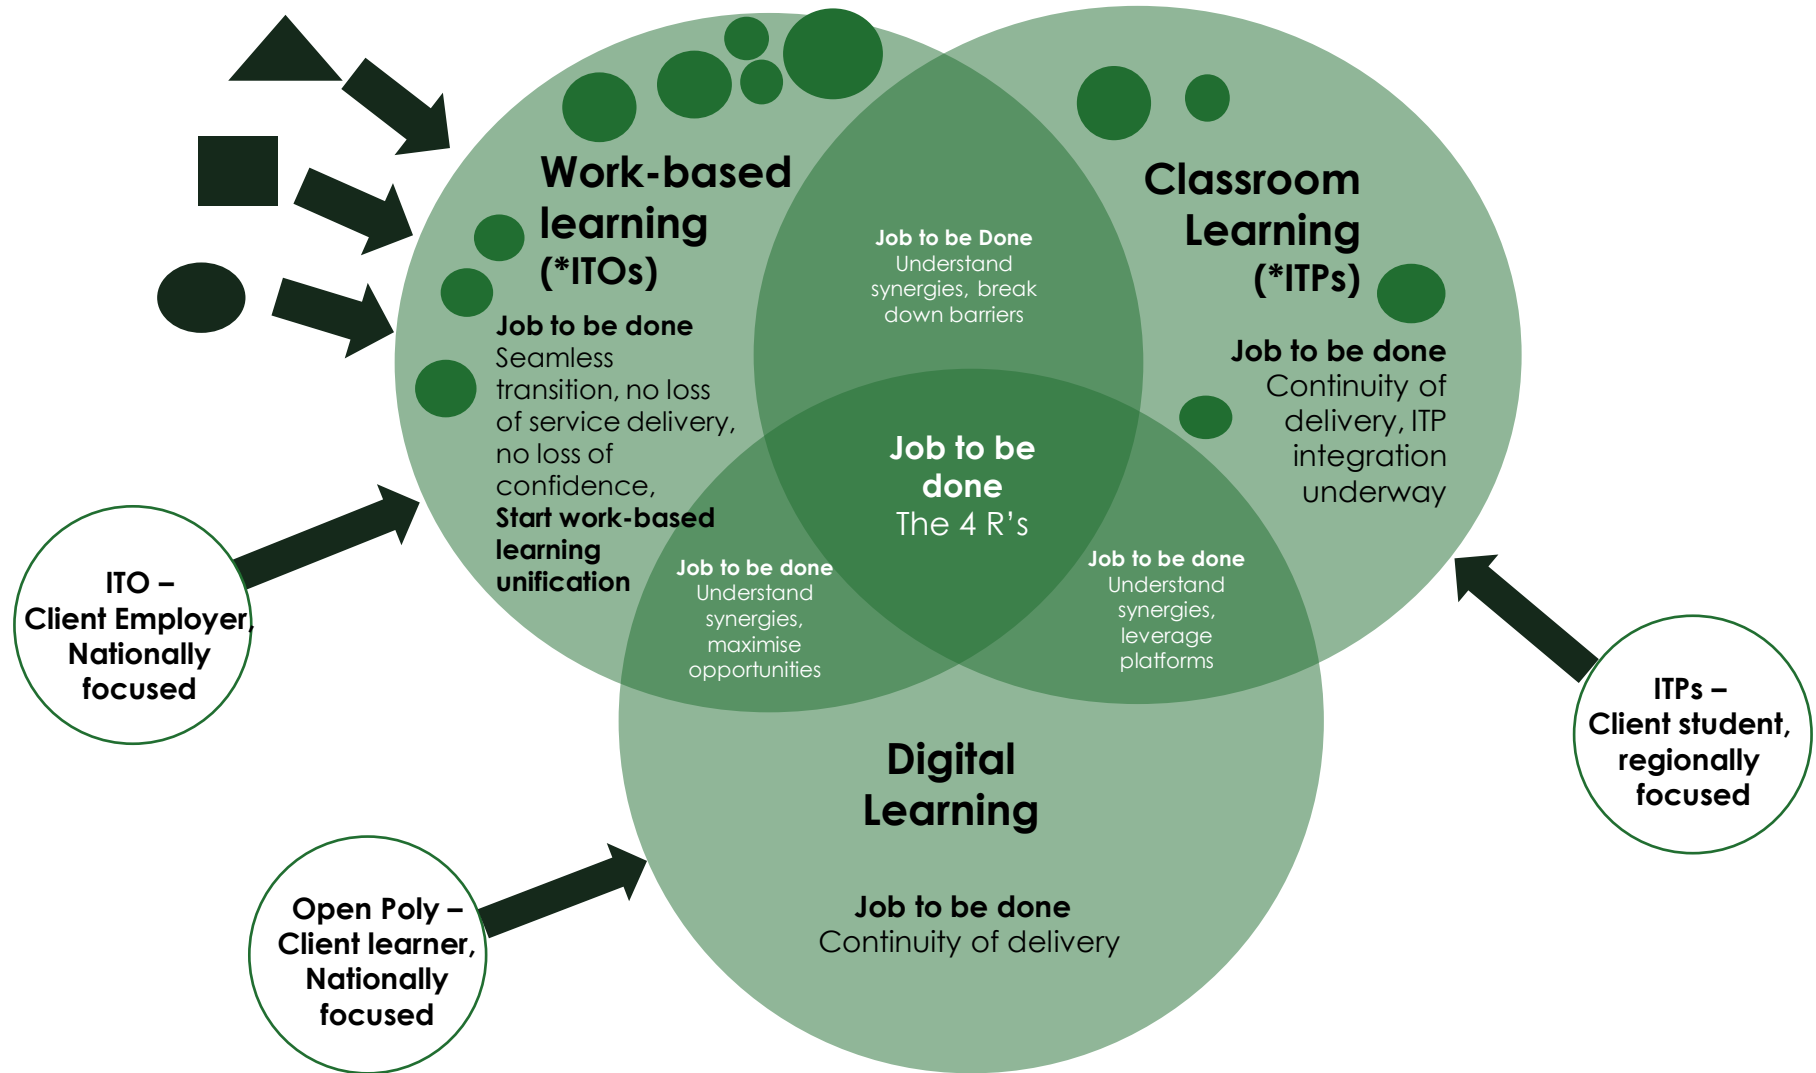 Work-based
learning
(*ITOs)
Job to be done
Seamless
transition, no loss
of service delivery,
no loss of
confidence,
Start work-based
learning
unification
Job to be Done
Understand
synergies, break
down barriers
Classroom
Learning
(*ITPs)
Job to be done
Continuity of
delivery, ITP
integration
underway
Job to be
done
The 4 R's
Job to be done
Understand
synergies,
maximise
opportunities
Job to be done
Understand
synergies,
leverage
platforms
ITO –
Client Employer,
Nationally
focused
ITPs –
Client student,
regionally
focused
Digital
Learning
Job to be done
Continuity of delivery
Open Poly –
Client learner,
Nationally
focused